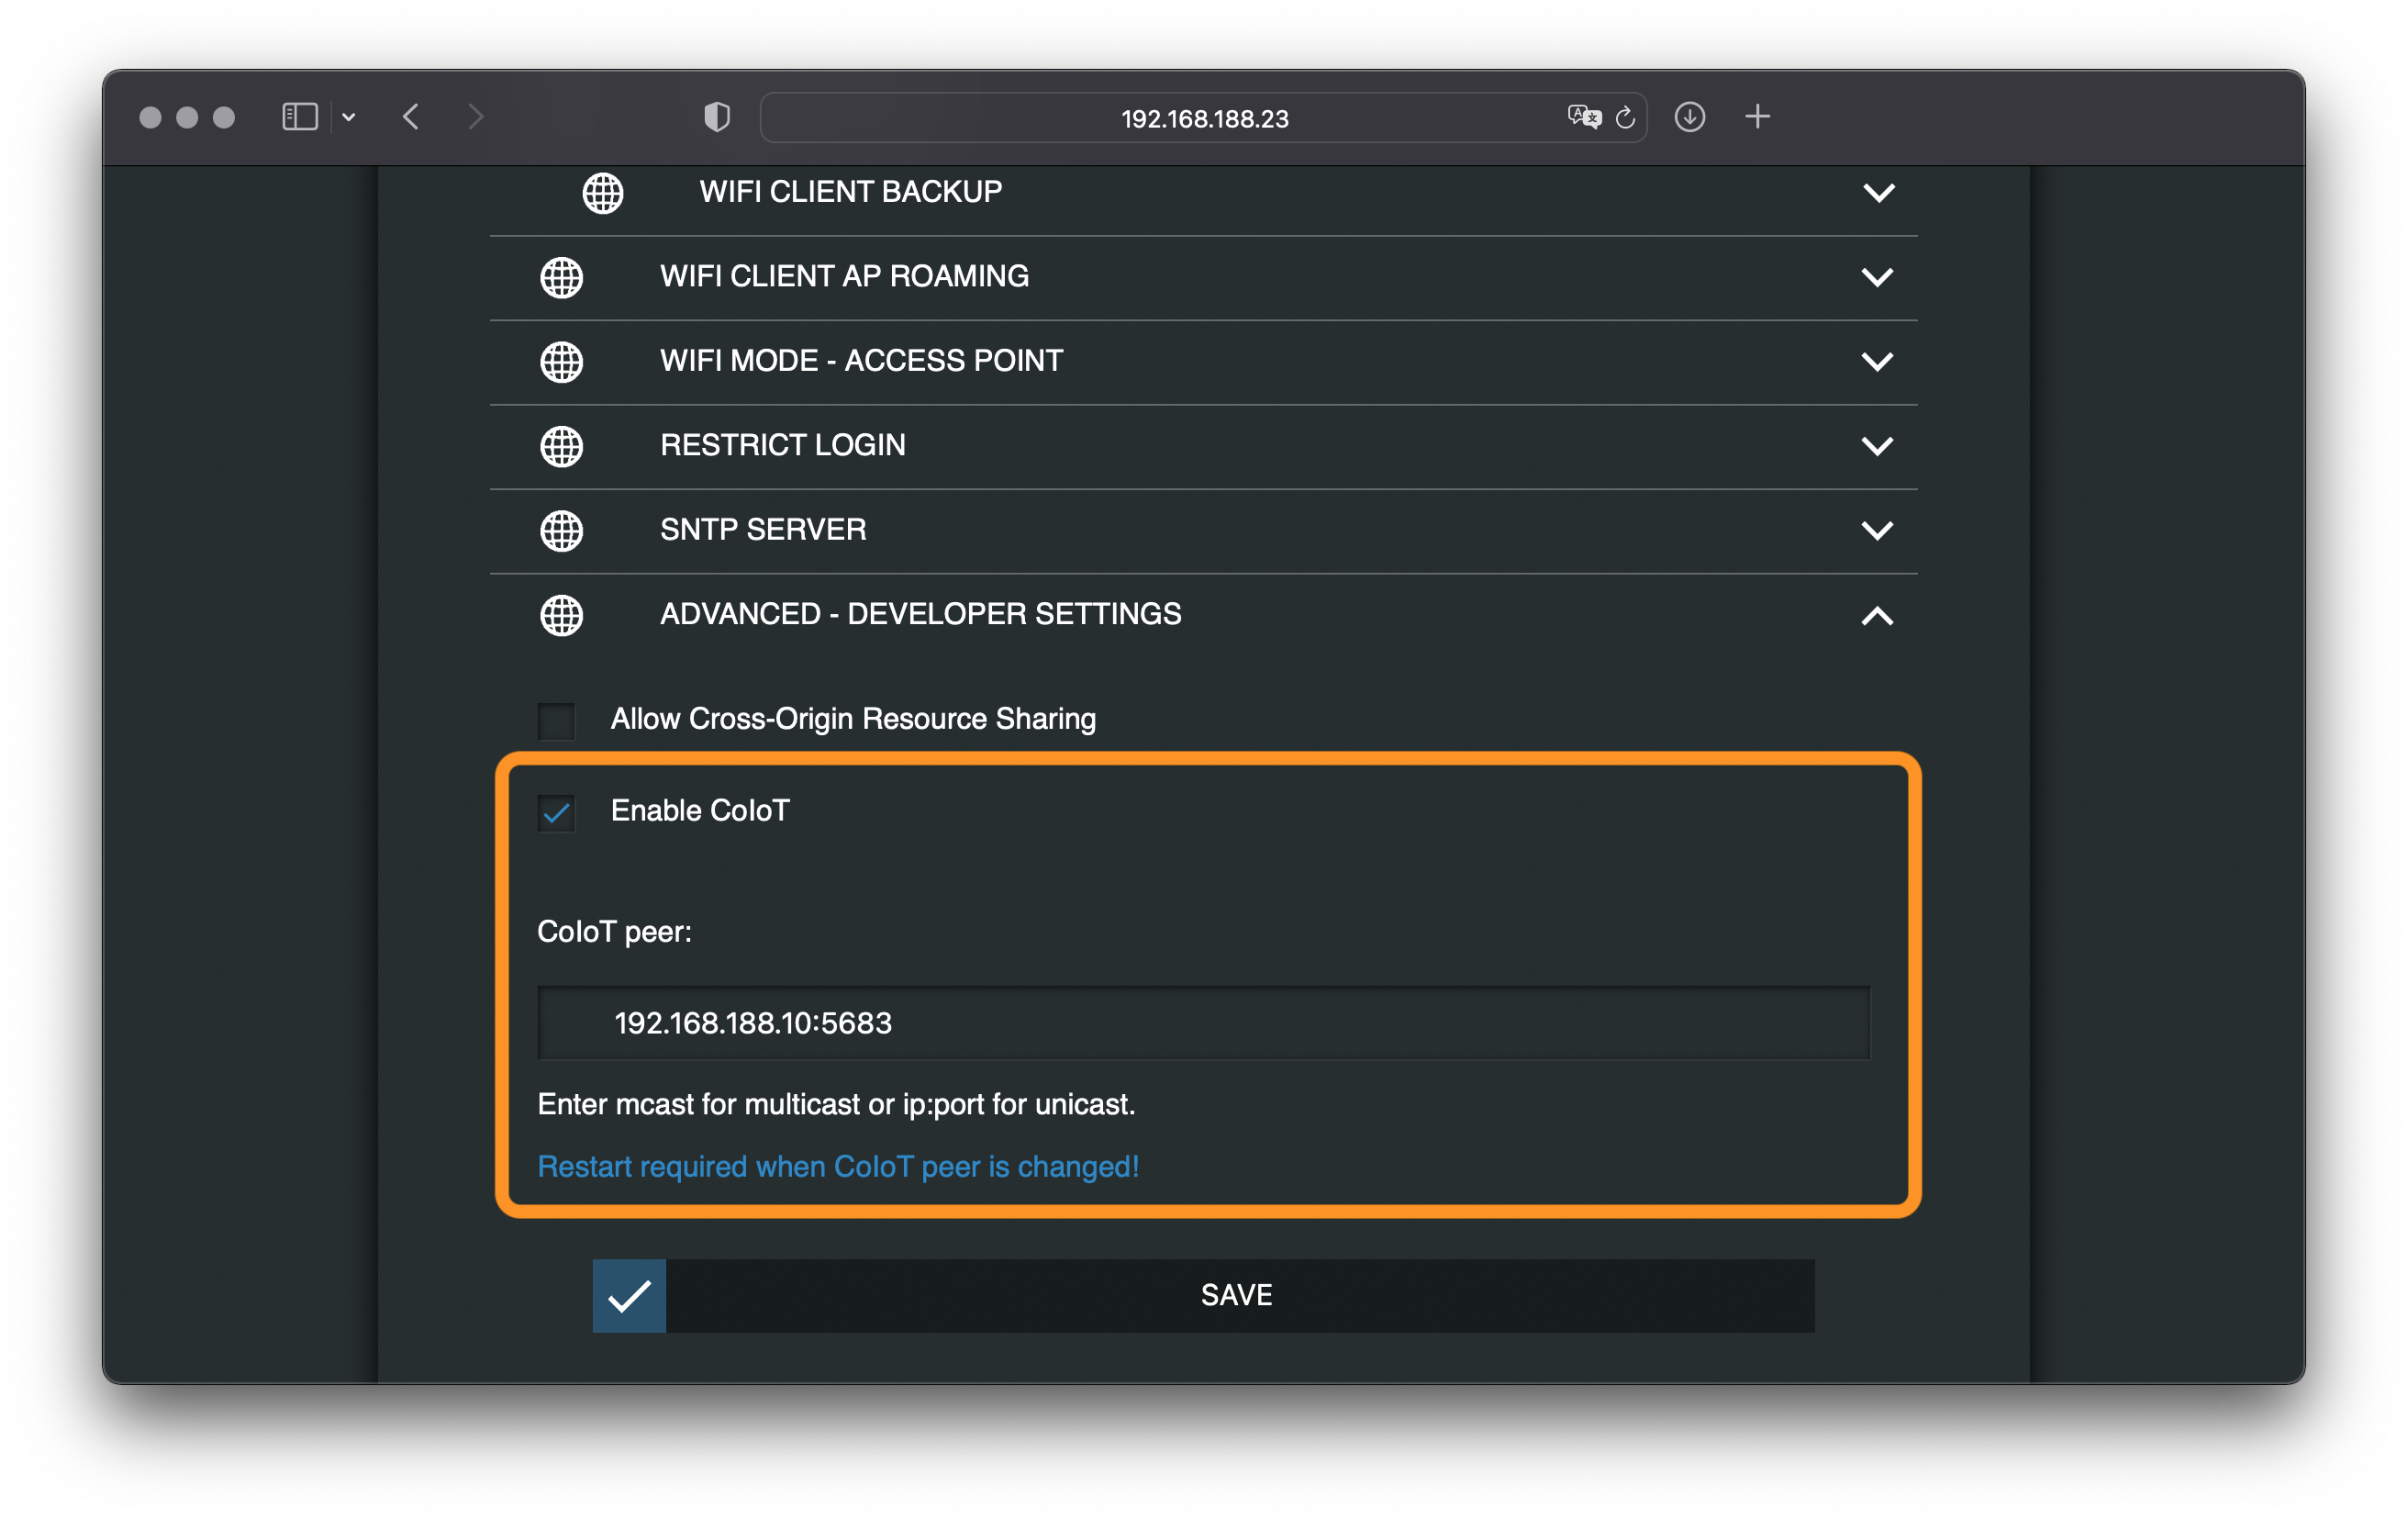 192.168.188.23
WIFI CLIENT BACKUP
WIFI CLIENT AP ROAMING
WIFI MODE - ACCESS POINT
RESTRICT LOGIN
SNTP SERVER
ADVANCED - DEVELOPER SETTINGS
Allow Cross-Origin Resource Sharing
Enable CoIoT
CoIoT peer:
192.168.188.10:5683
Enter mcast for multicast or ip:port for unicast.
Restart required when CoIoT peer is changed!
SAVE